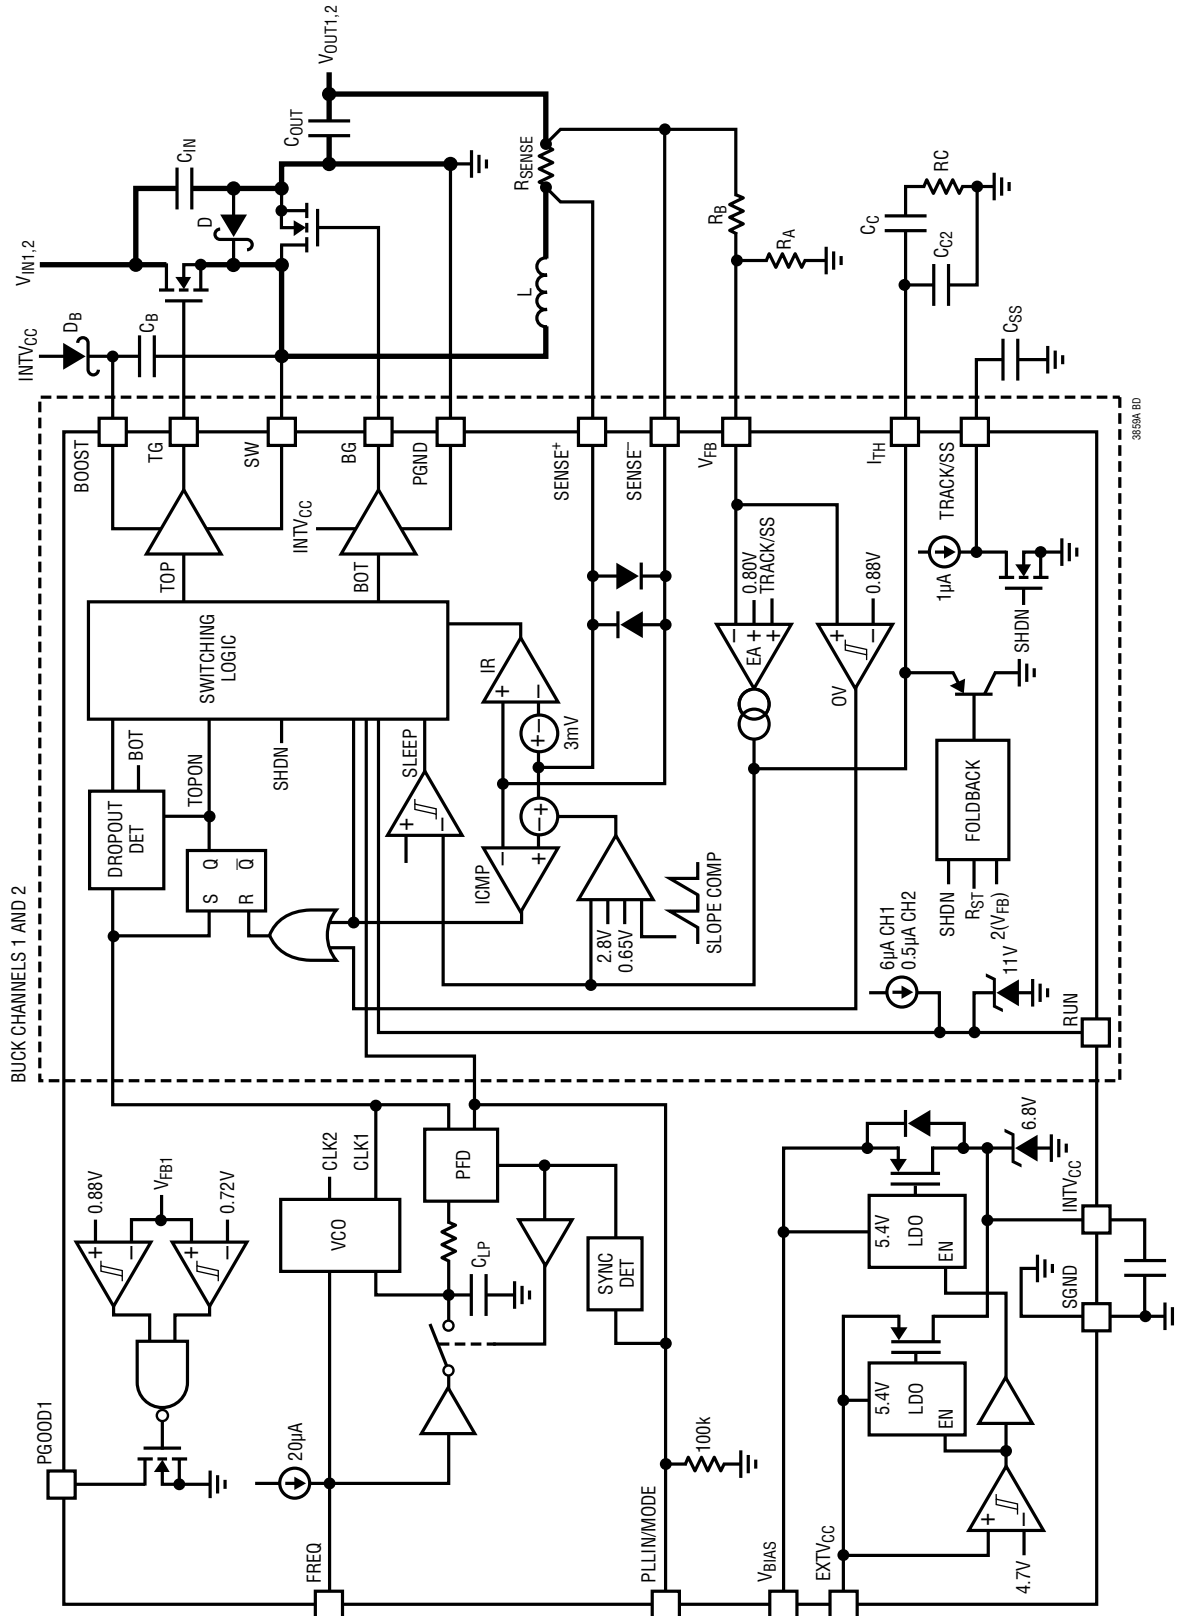 BUCK CHANNELS 1 AND 2
INTVCC
DB
CB
VIN1,2
D
CIN
COUT
VOUT1,2
RSENSE
L
RB
RA
CC
RC
CC2
CSS
3859A BD
BOOST
TG
SW
BG
PGND
SENSE+
SENSE−
VFB
ITH
TRACK/SS
TOP
INTVCC
BOT
SWITCHING
LOGIC
DROPOUT
DET
BOT
TOPON
S Q
R Q̅
SHDN
SLEEP
+
−
IR
+
−
+ −
3mV
− +
ICMP
−
+
2.8V
0.65V
SLOPE COMP
EA
−
+
+
0.80V
TRACK/SS
OV
+
−
0.88V
1µA
SHDN
FOLDBACK
SHDN
RST
2(VFB)
6µA CH1
0.5µA CH2
11V
RUN
PGOOD1
0.88V
VFB1
0.72V
+
−
+
−
20µA
FREQ
VCO
CLK2
CLK1
PFD
CLP
SYNC
DET
100k
PLLIN/MODE
VBIAS
EXTVCC
4.7V
+
−
5.4V
LDO
EN
5.4V
LDO
EN
6.8V
INTVCC
SGND